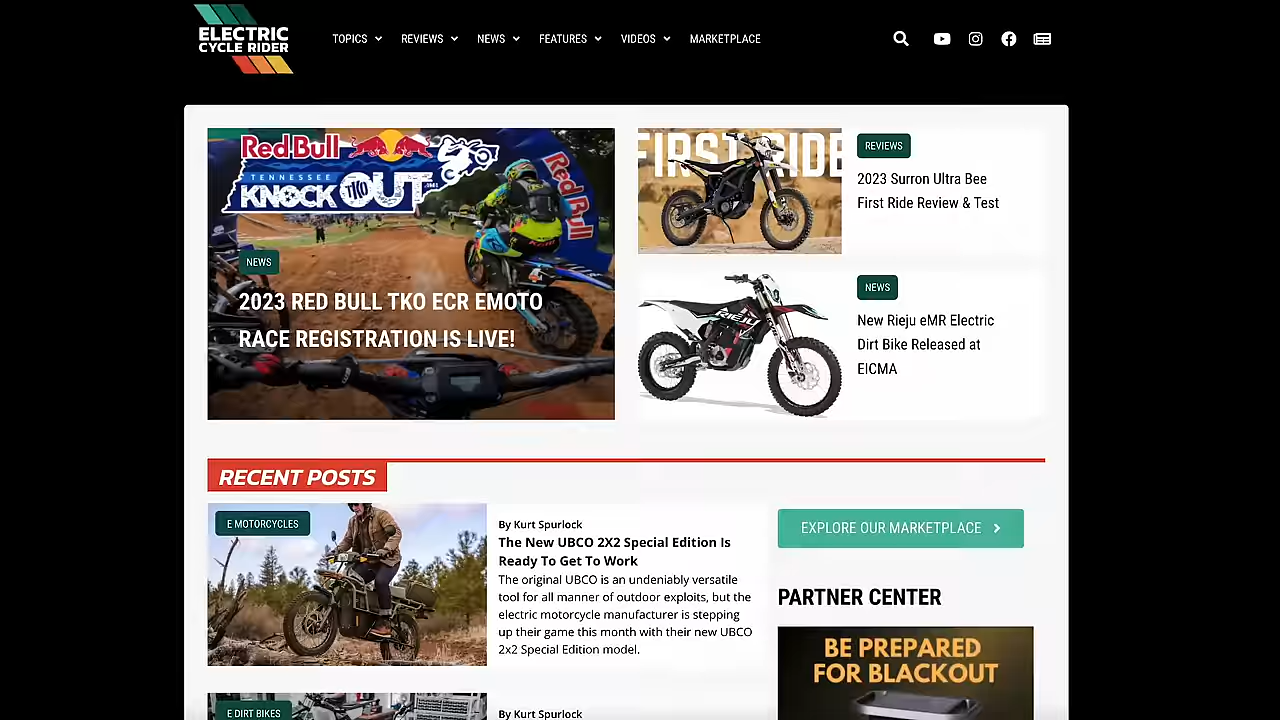 ELECTRIC
CYCLE RIDER
TOPICS
REVIEWS
NEWS
FEATURES
VIDEOS
MARKETPLACE
Red Bull
TENNESSEE
KNOCK OUT
TKO
Red Bull
NEWS
2023 RED BULL TKO ECR EMOTO
RACE REGISTRATION IS LIVE!
FIRST RIDE
REVIEWS
2023 Surron Ultra Bee
First Ride Review & Test
RIEJU
NEWS
New Rieju eMR Electric
Dirt Bike Released at
EICMA
RECENT POSTS
E MOTORCYCLES
By Kurt Spurlock
The New UBCO 2X2 Special Edition Is
Ready To Get To Work
The original UBCO is an undeniably versatile
tool for all manner of outdoor exploits, but the
electric motorcycle manufacturer is stepping
up their game this month with their new UBCO
2x2 Special Edition model.
EXPLORE OUR MARKETPLACE
PARTNER CENTER
BE PREPARED
FOR BLACKOUT
E DIRT BIKES
By Kurt Spurlock